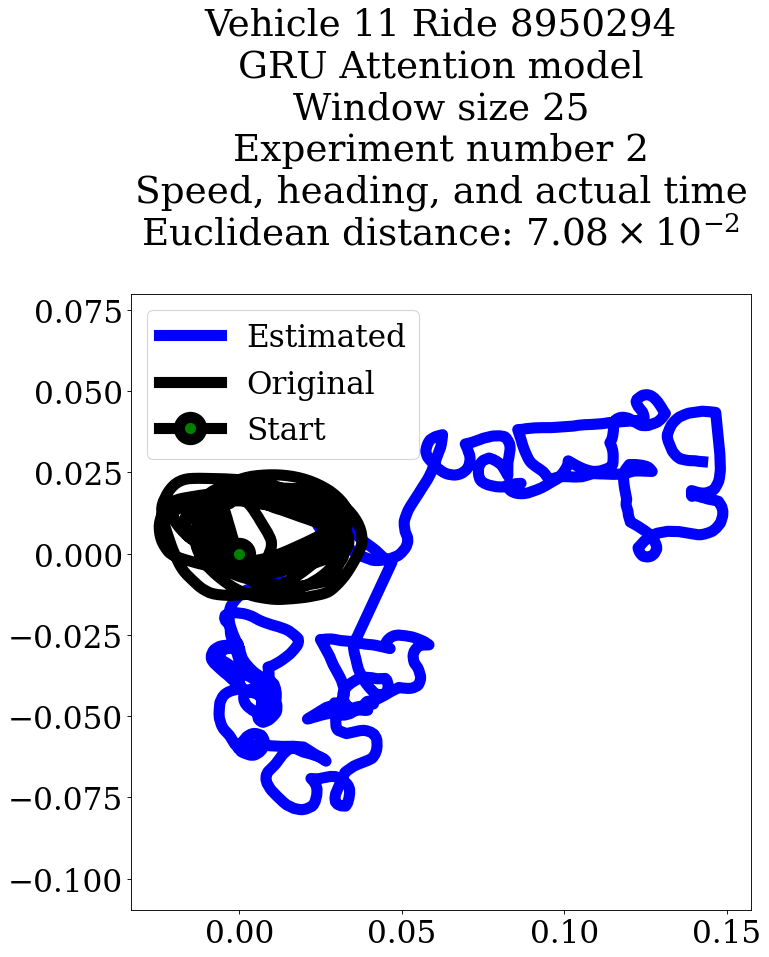 Vehicle 11 Ride 8950294
GRU Attention model
Window size 25
Experiment number 2
Speed, heading, and actual time
Euclidean distance: 7.08 × 10⁻²
Estimated
Original
Start
0.075
0.050
0.025
0.000
−0.025
−0.050
−0.075
−0.100
0.00 0.05 0.10 0.15